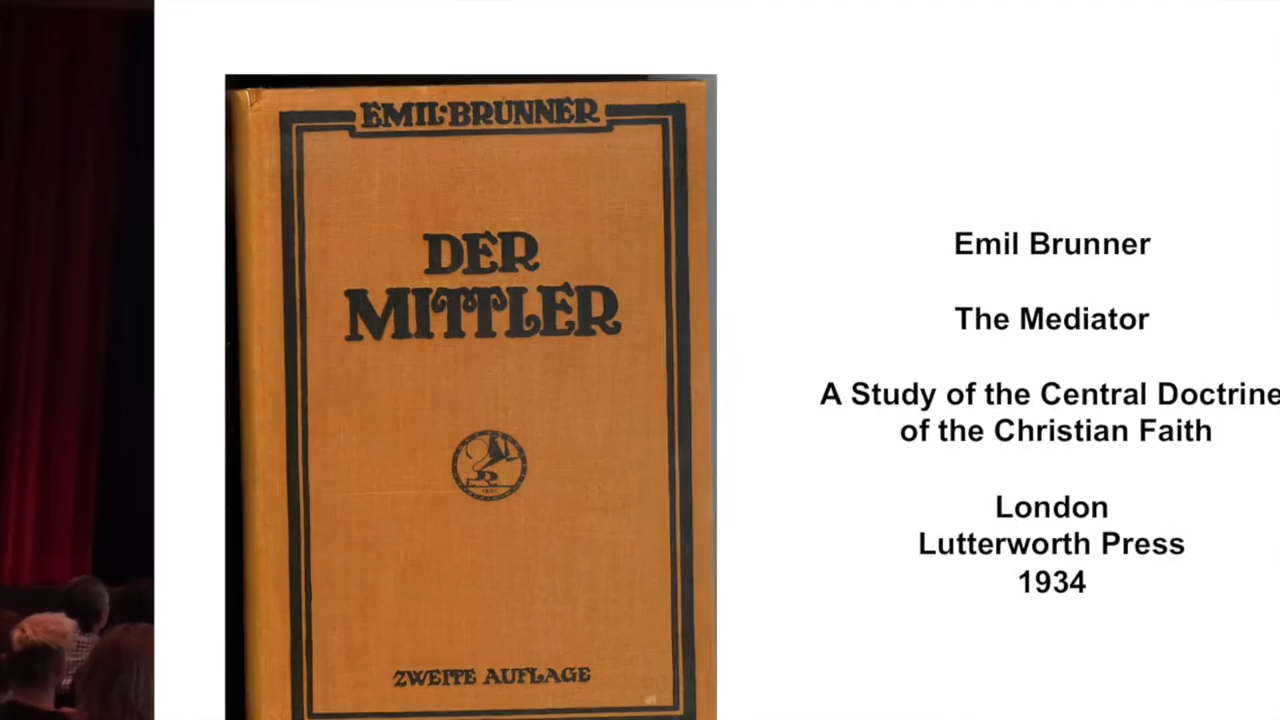 EMIL·BRUNNER
DER
MITTLER
ZWEITE AUFLAGE
Emil Brunner
The Mediator
A Study of the Central Doctrine
of the Christian Faith
London
Lutterworth Press
1934